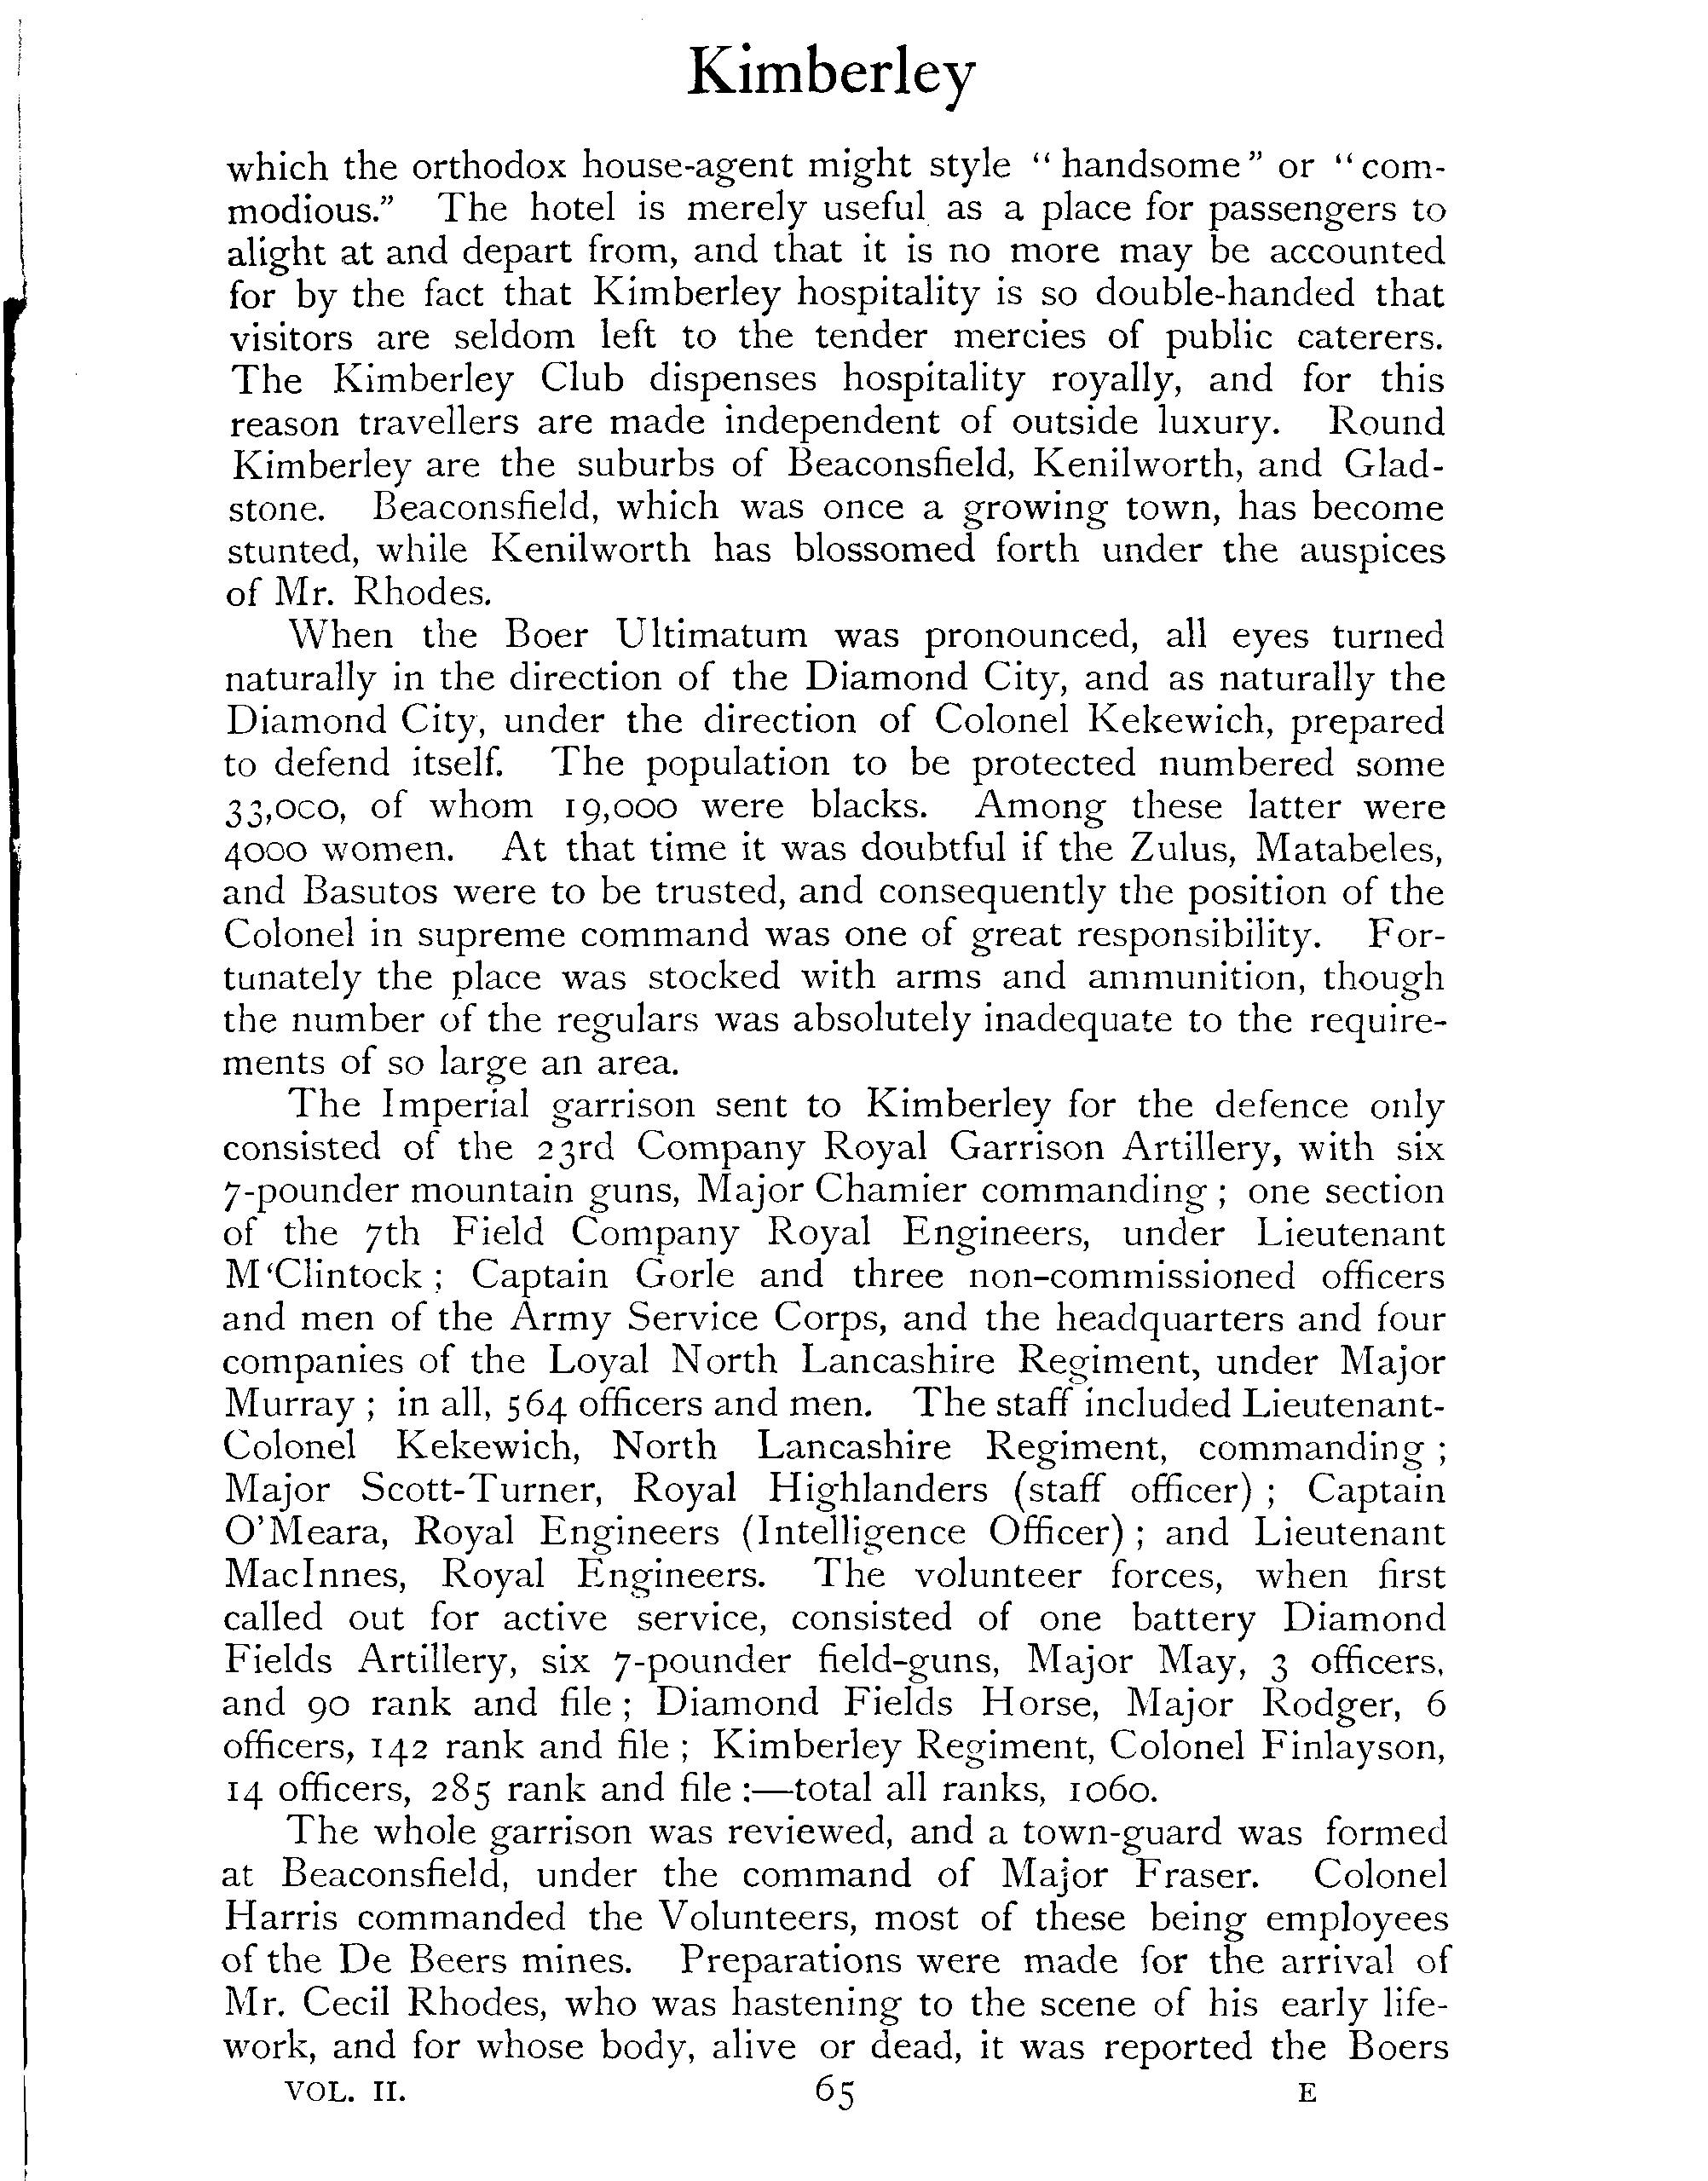 Kimberley
which the orthodox house-agent might style “handsome” or “com-
modious.” The hotel is merely useful as a place for passengers to
alight at and depart from, and that it is no more may be accounted
for by the fact that Kimberley hospitality is so double-handed that
visitors are seldom left to the tender mercies of public caterers.
The Kimberley Club dispenses hospitality royally, and for this
reason travellers are made independent of outside luxury. Round
Kimberley are the suburbs of Beaconsfield, Kenilworth, and Glad-
stone. Beaconsfield, which was once a growing town, has become
stunted, while Kenilworth has blossomed forth under the auspices
of Mr. Rhodes.
When the Boer Ultimatum was pronounced, all eyes turned
naturally in the direction of the Diamond City, and as naturally the
Diamond City, under the direction of Colonel Kekewich, prepared
to defend itself. The population to be protected numbered some
33,000, of whom 19,000 were blacks. Among these latter were
4000 women. At that time it was doubtful if the Zulus, Matabeles,
and Basutos were to be trusted, and consequently the position of the
Colonel in supreme command was one of great responsibility. For-
tunately the place was stocked with arms and ammunition, though
the number of the regulars was absolutely inadequate to the require-
ments of so large an area.
The Imperial garrison sent to Kimberley for the defence only
consisted of the 23rd Company Royal Garrison Artillery, with six
7-pounder mountain guns, Major Chamier commanding; one section
of the 7th Field Company Royal Engineers, under Lieutenant
M‘Clintock; Captain Gorle and three non-commissioned officers
and men of the Army Service Corps, and the headquarters and four
companies of the Loyal North Lancashire Regiment, under Major
Murray; in all, 564 officers and men. The staff included Lieutenant-
Colonel Kekewich, North Lancashire Regiment, commanding;
Major Scott-Turner, Royal Highlanders (staff officer); Captain
O’Meara, Royal Engineers (Intelligence Officer); and Lieutenant
MacInnes, Royal Engineers. The volunteer forces, when first
called out for active service, consisted of one battery Diamond
Fields Artillery, six 7-pounder field-guns, Major May, 3 officers,
and 90 rank and file; Diamond Fields Horse, Major Rodger, 6
officers, 142 rank and file; Kimberley Regiment, Colonel Finlayson,
14 officers, 285 rank and file:—total all ranks, 1060.
The whole garrison was reviewed, and a town-guard was formed
at Beaconsfield, under the command of Major Fraser. Colonel
Harris commanded the Volunteers, most of these being employees
of the De Beers mines. Preparations were made for the arrival of
Mr. Cecil Rhodes, who was hastening to the scene of his early life-
work, and for whose body, alive or dead, it was reported the Boers
VOL. II. 65 E